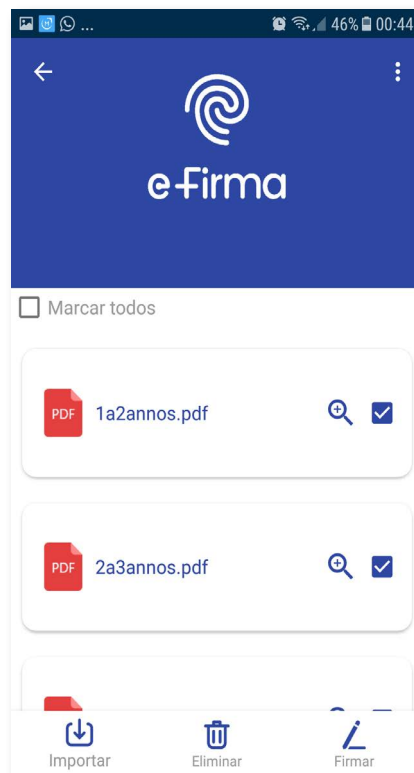 ... 46% 00:44
e-Firma
Marcar todos
PDF 1a2annos.pdf
PDF 2a3annos.pdf
Importar Eliminar Firmar